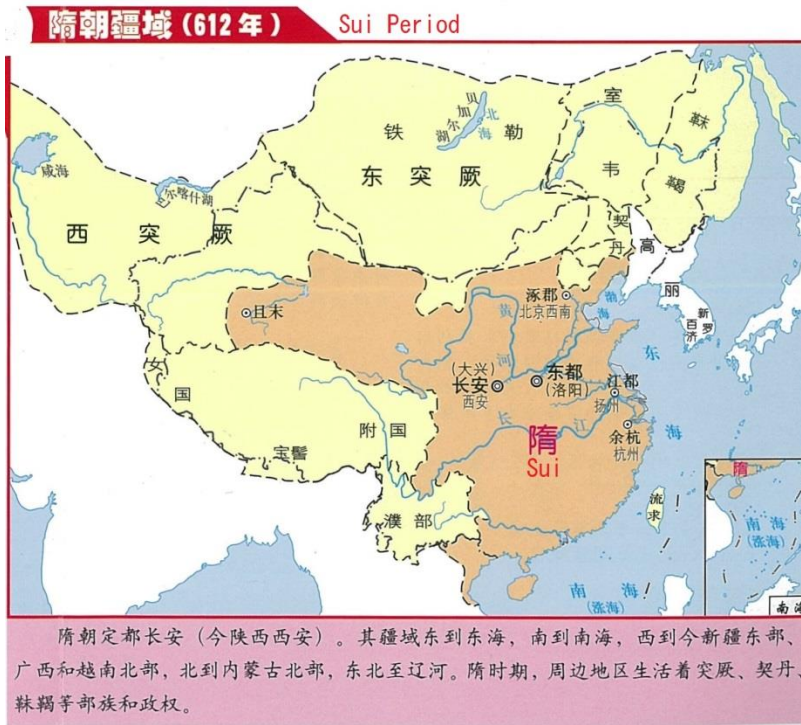 隋朝疆域(612年) Sui Period
室
韦
靺
鞨
铁勒
贝加尔湖
北海
东突厥
咸海
巴尔喀什湖
西突厥
契丹
高丽
新罗
百济
涿郡
北京西南
渤海
且末
黄河
(大兴)
长安
西安
东都
(洛阳)
江都
扬州
东海
女国
附国
长江
余杭
杭州
宝髻
隋
Sui
濮部
流求
南海
(涨海)
隋
南海
(涨海)
南海
隋朝定都长安(今陕西西安)。其疆域东到东海,南到南海,西到今新疆东部、
广西和越南北部,北到内蒙古北部,东北至辽河。隋时期,周边地区生活着突厥、契丹、
靺鞨等部族和政权。